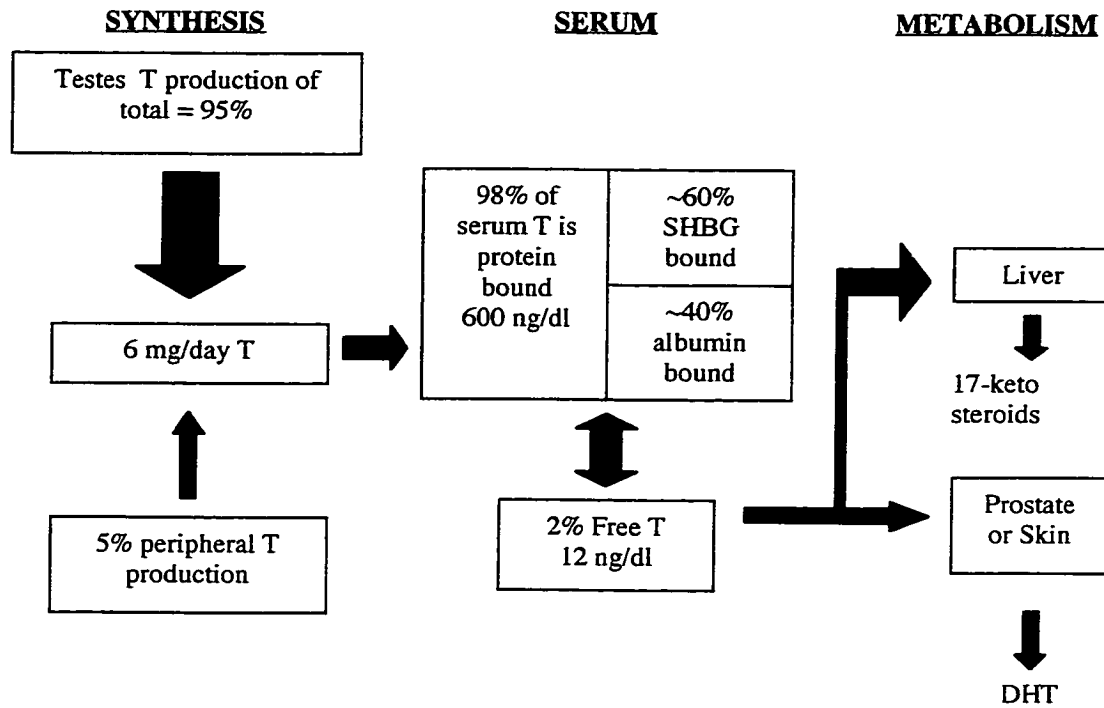 SYNTHESIS
Testes T production of
total = 95%
6 mg/day T
5% peripheral T
production
SERUM
98% of
serum T is
protein
bound
600 ng/dl
~60%
SHBG
bound
~40%
albumin
bound
2% Free T
12 ng/dl
METABOLISM
Liver
17-keto
steroids
Prostate
or Skin
DHT